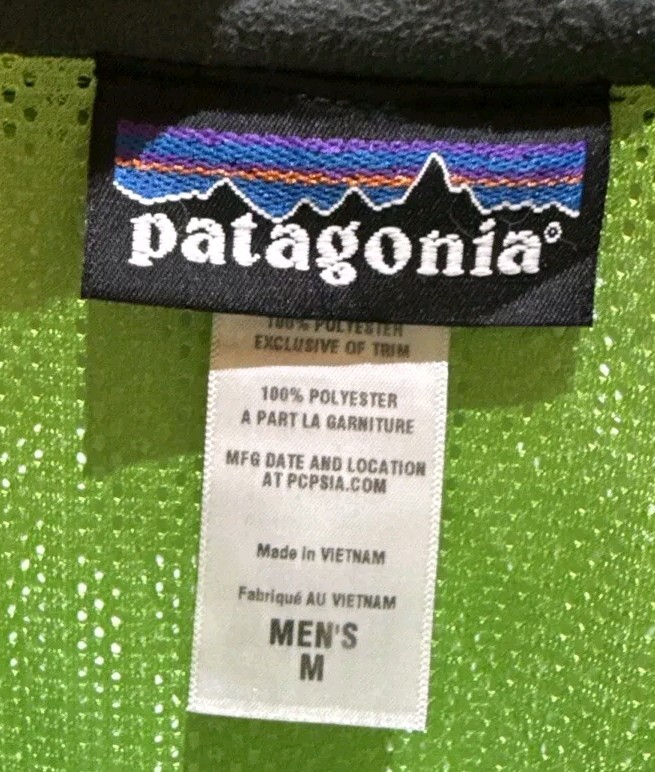 patagonia®
100% POLYESTER
EXCLUSIVE OF TRIM
100% POLYESTER
À PART LA GARNITURE
MFG DATE AND LOCATION
AT PCPSIA.COM
Made in VIETNAM
Fabriqué AU VIETNAM
MEN'S
M